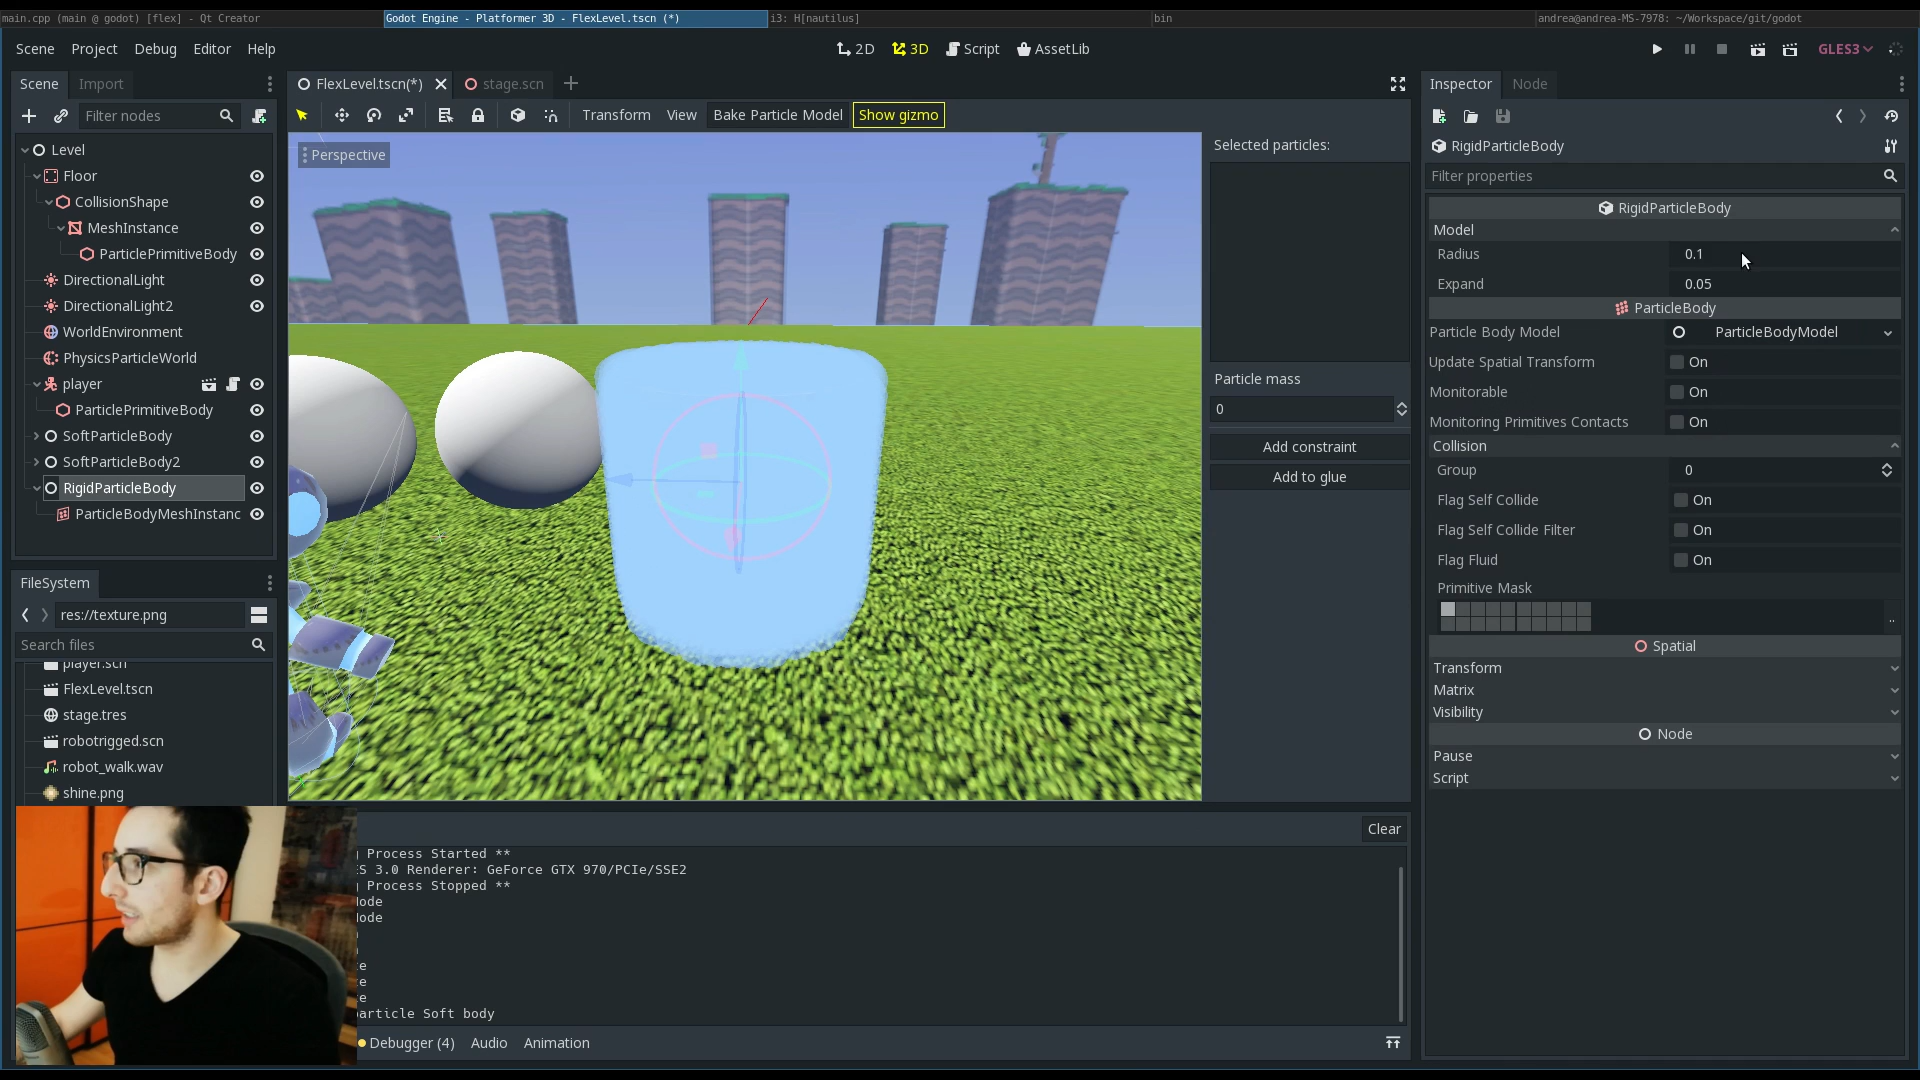 main.cpp (main @ godot) [flex] - Qt Creator
Godot Engine - Platformer 3D - FlexLevel.tscn (*)
i3: H[nautilus]
bin
andrea@andrea-MS-7978: ~/Workspace/git/godot
Scene Project Debug Editor Help
2D 3D Script AssetLib
GLES3
Scene Import
FlexLevel.tscn(*) stage.scn
Inspector Node
Filter nodes
Transform View Bake Particle Model Show gizmo
Level
Floor
CollisionShape
MeshInstance
ParticlePrimitiveBody
DirectionalLight
DirectionalLight2
WorldEnvironment
PhysicsParticleWorld
player
ParticlePrimitiveBody
SoftParticleBody
SoftParticleBody2
RigidParticleBody
ParticleBodyMeshInstanc
FileSystem
res://texture.png
Search files
player.scn
FlexLevel.tscn
stage.tres
robotrigged.scn
robot_walk.wav
shine.png
Perspective
Selected particles:
Particle mass
0
Add constraint
Add to glue
Clear
Process Started **
ES 3.0 Renderer: GeForce GTX 970/PCIe/SSE2
Process Stopped **
Node
Node
e
e
e
article Soft body
Debugger (4) Audio Animation
RigidParticleBody
Filter properties
RigidParticleBody
Model
Radius 0.1
Expand 0.05
ParticleBody
Particle Body Model ParticleBodyModel
Update Spatial Transform On
Monitorable On
Monitoring Primitives Contacts On
Collision
Group 0
Flag Self Collide On
Flag Self Collide Filter On
Flag Fluid On
Primitive Mask
..
Spatial
Transform
Matrix
Visibility
Node
Pause
Script